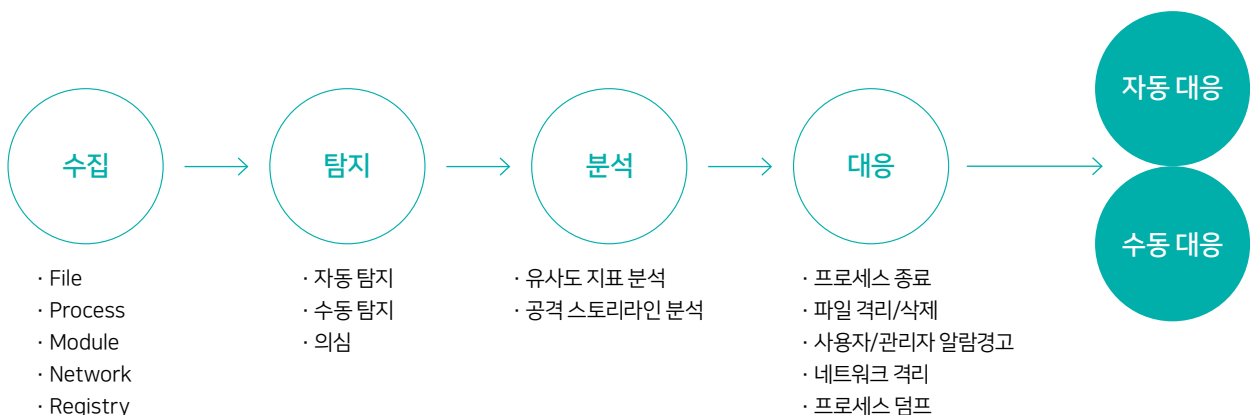 수집
탐지
분석
대응
자동 대응
수동 대응
· File
· Process
· Module
· Network
· Registry
· 자동 탐지
· 수동 탐지
· 의심
· 유사도 지표 분석
· 공격 스토리라인 분석
· 프로세스 종료
· 파일 격리/삭제
· 사용자/관리자 알람경고
· 네트워크 격리
· 프로세스 덤프